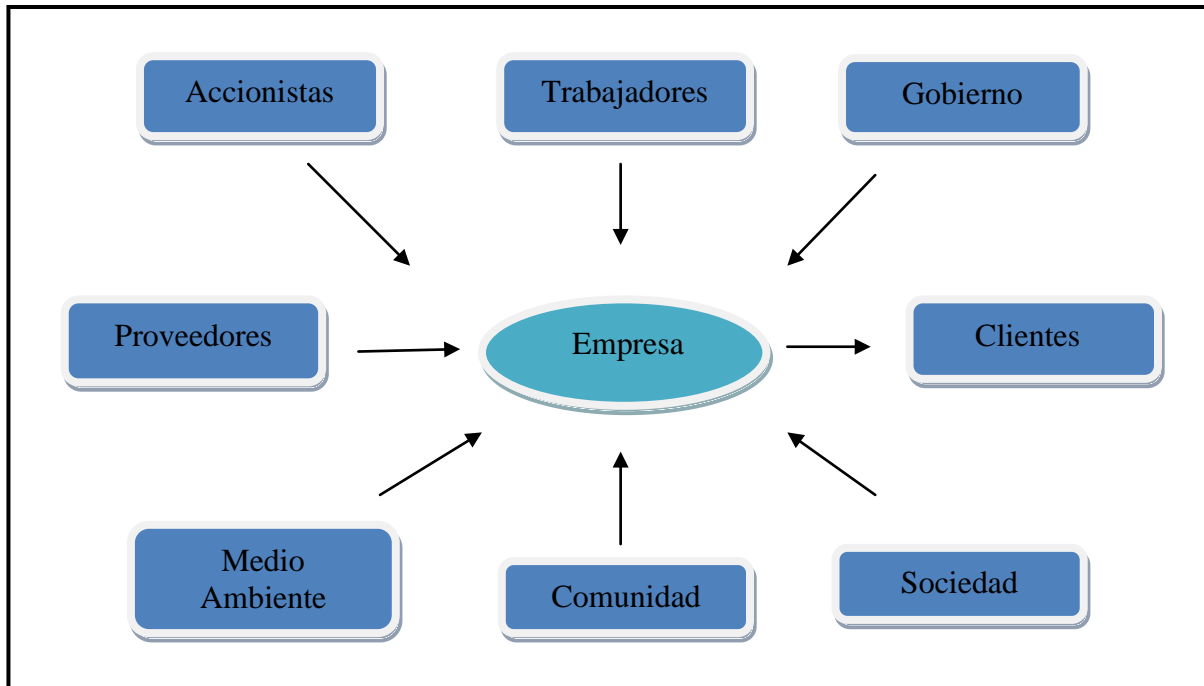 Accionistas
Trabajadores
Gobierno
Proveedores
Empresa
Clientes
Medio
Ambiente
Comunidad
Sociedad